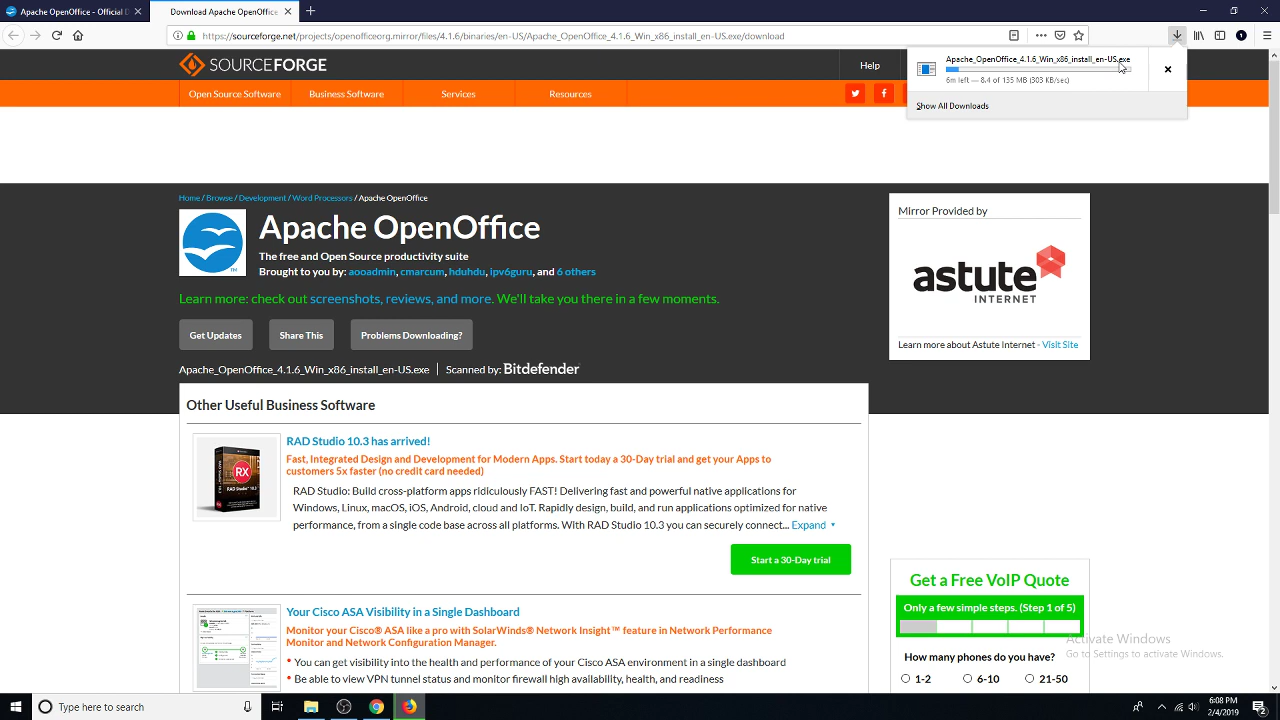 Apache OpenOffice - Official D
Download Apache OpenOffice
https://sourceforge.net/projects/openofficeorg.mirror/files/4.1.6/binaries/en-US/Apache_OpenOffice_4.1.6_Win_x86_install_en-US.exe/download
Apache_OpenOffice_4.1.6_Win_x86_install_en-US.exe
6m left — 8.4 of 135 MB (303 KB/sec)
Show All Downloads
SOURCEFORGE
Help
Open Source Software
Business Software
Services
Resources
Home / Browse / Development / Word Processors / Apache OpenOffice
Apache OpenOffice
The free and Open Source productivity suite
Brought to you by: aooadmin, cmarcum, hduhdu, ipv6guru, and 6 others
Learn more: check out screenshots, reviews, and more. We'll take you there in a few moments.
Get Updates
Share This
Problems Downloading?
Apache_OpenOffice_4.1.6_Win_x86_install_en-US.exe | Scanned by: Bitdefender
Mirror Provided by
astute
INTERNET
Learn more about Astute Internet - Visit Site
Other Useful Business Software
RAD Studio 10.3 has arrived!
Fast, Integrated Design and Development for Modern Apps. Start today a 30-Day trial and get your Apps to
customers 5x faster (no credit card needed)
RAD Studio: Build cross-platform apps ridiculously FAST! Delivering fast and powerful native applications for
Windows, Linux, macOS, iOS, Android, cloud and IoT. Rapidly design, build, and run applications optimized for native
performance, from a single code base across all platforms. With RAD Studio 10.3 you can securely connect... Expand
Start a 30-Day trial
Your Cisco ASA Visibility in a Single Dashboard
Monitor your Cisco® ASA like a pro with SolarWinds® Network Insight™ feature in Network Performance
Monitor and Network Configuration Manager.
You can get visibility into the health and performance of your Cisco ASA environment in single dashboard
Be able to view VPN tunnel status and monitor firewall high availability, health, and readiness
Get a Free VoIP Quote
Only a few simple steps. (Step 1 of 5)
How many phones do you have?
1-2
6-10
21-50
Activate Windows
Go to Settings to activate Windows.
Type here to search
6:08 PM
2/4/2019